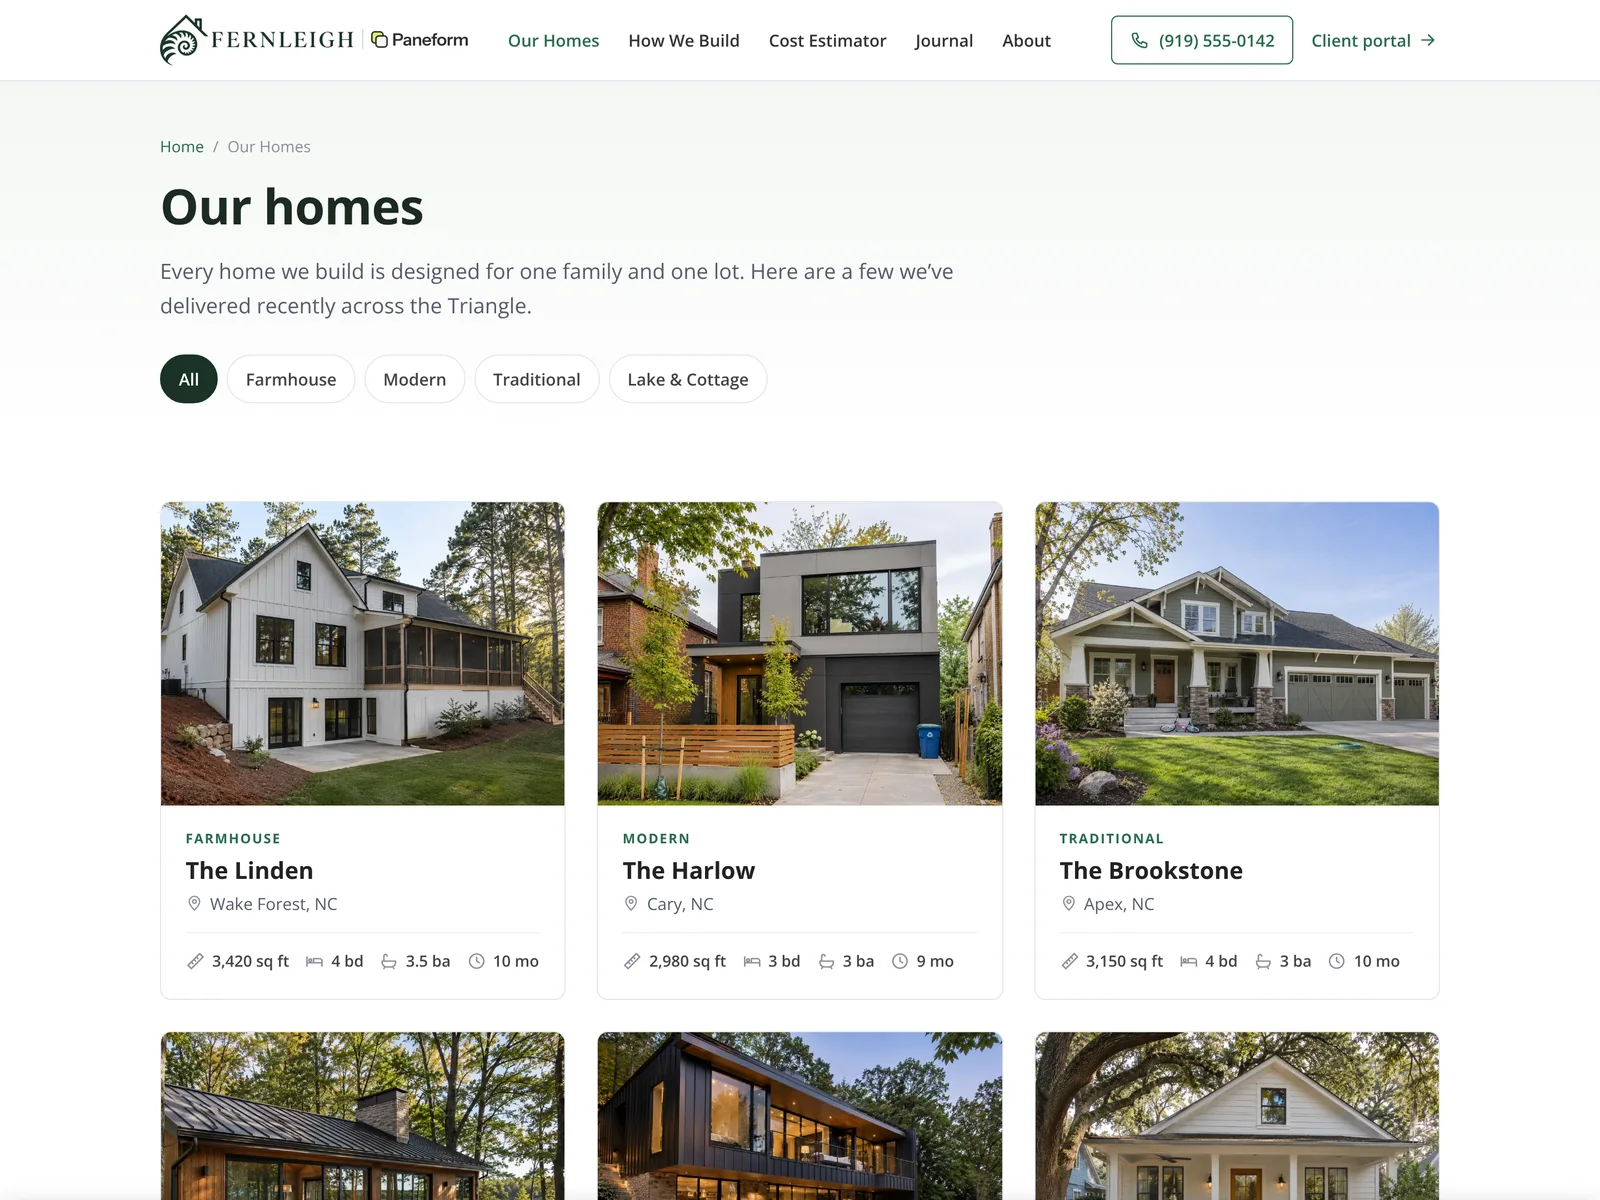 FERNLEIGH
Paneform
Our Homes
How We Build
Cost Estimator
Journal
About
(919) 555-0142
Client portal
Home / Our Homes
Our homes
Every home we build is designed for one family and one lot. Here are a few we’ve
delivered recently across the Triangle.
All
Farmhouse
Modern
Traditional
Lake & Cottage
FARMHOUSE
The Linden
Wake Forest, NC
3,420 sq ft
4 bd
3.5 ba
10 mo
MODERN
The Harlow
Cary, NC
2,980 sq ft
3 bd
3 ba
9 mo
TRADITIONAL
The Brookstone
Apex, NC
3,150 sq ft
4 bd
3 ba
10 mo